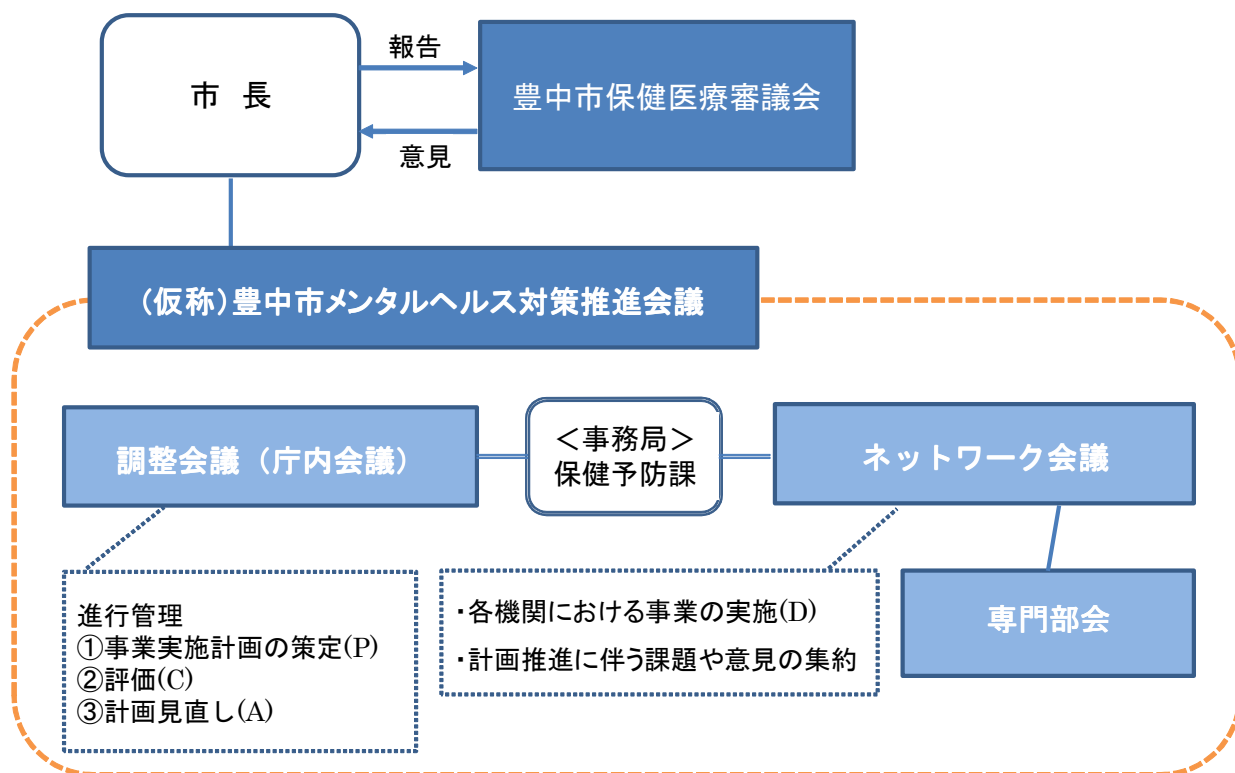 報告
市 長
豊中市保健医療審議会
意見
(仮称)豊中市メンタルヘルス対策推進会議
調整会議（庁内会議）
＜事務局＞
保健予防課
ネットワーク会議
進行管理
①事業実施計画の策定(P)
②評価(C)
③計画見直し(A)
・各機関における事業の実施(D)
・計画推進に伴う課題や意見の集約
専門部会